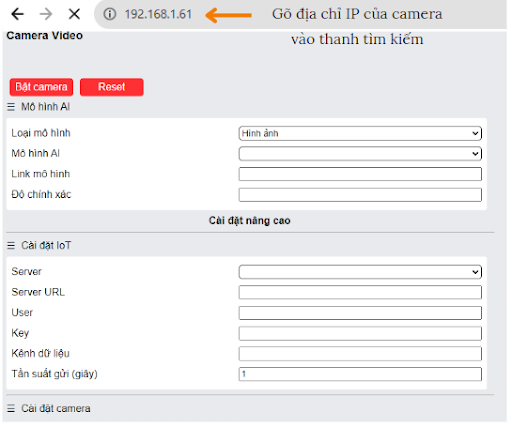 192.168.1.61
Gõ địa chỉ IP của camera
vào thanh tìm kiếm
Camera Video
Bật camera Reset
Mô hình AI
Loại mô hình Hình ảnh
Mô hình AI
Link mô hình
Độ chính xác
Cài đặt nâng cao
Cài đặt IoT
Server
Server URL
User
Key
Kênh dữ liệu
Tần suất gửi (giây) 1
Cài đặt camera